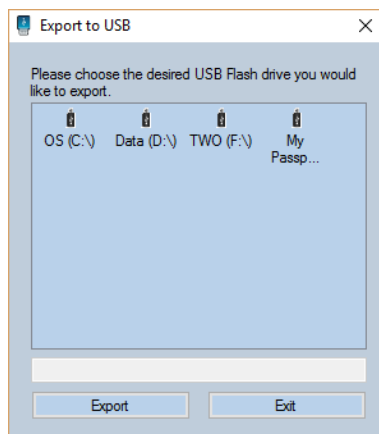 Export to USB
Please choose the desired USB Flash drive you would
like to export.
OS (C:\) Data (D:\) TWO (F:\) My
Passp...
Export Exit